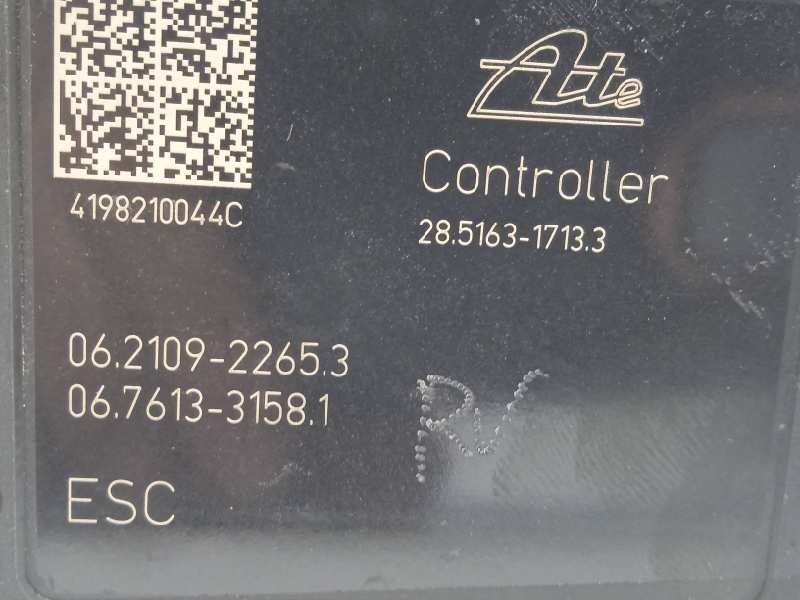 Ate
Controller
4198210044C
28.5163-1713.3
06.2109-2265.3
06.7613-3158.1
ESC